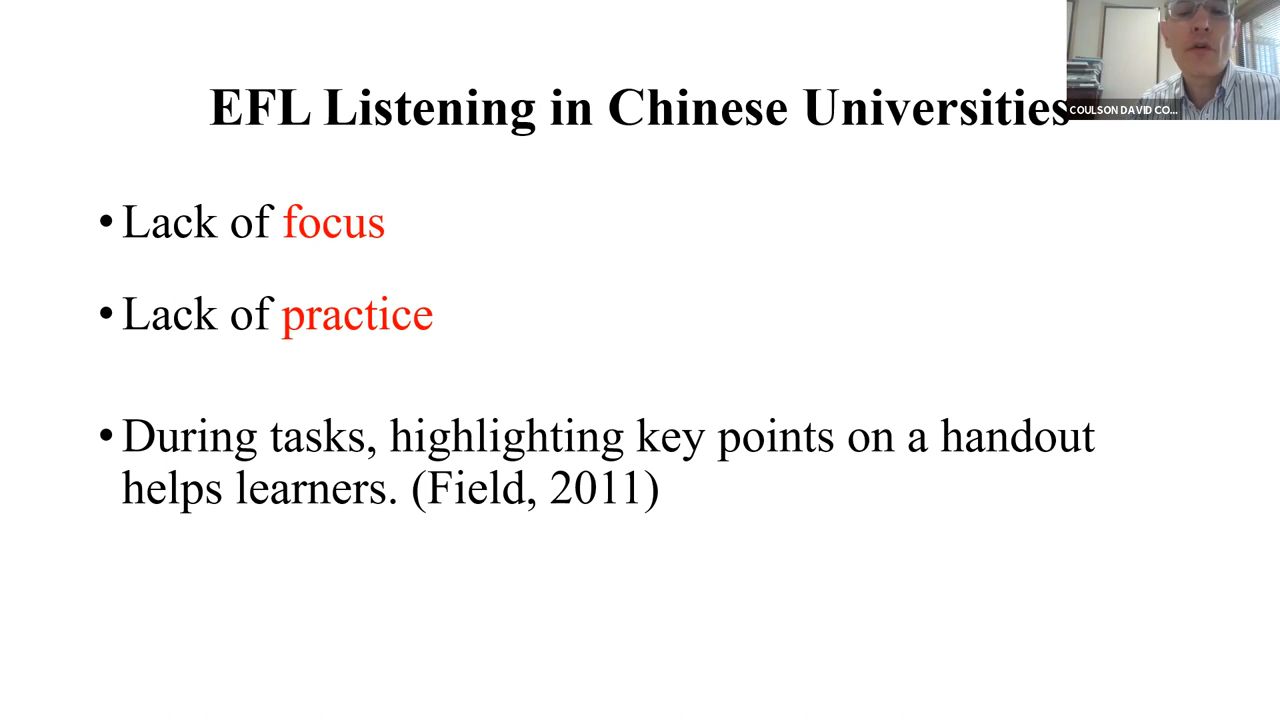 EFL Listening in Chinese Universities
COULSON DAVID CO...
• Lack of focus
• Lack of practice
• During tasks, highlighting key points on a handout
helps learners. (Field, 2011)